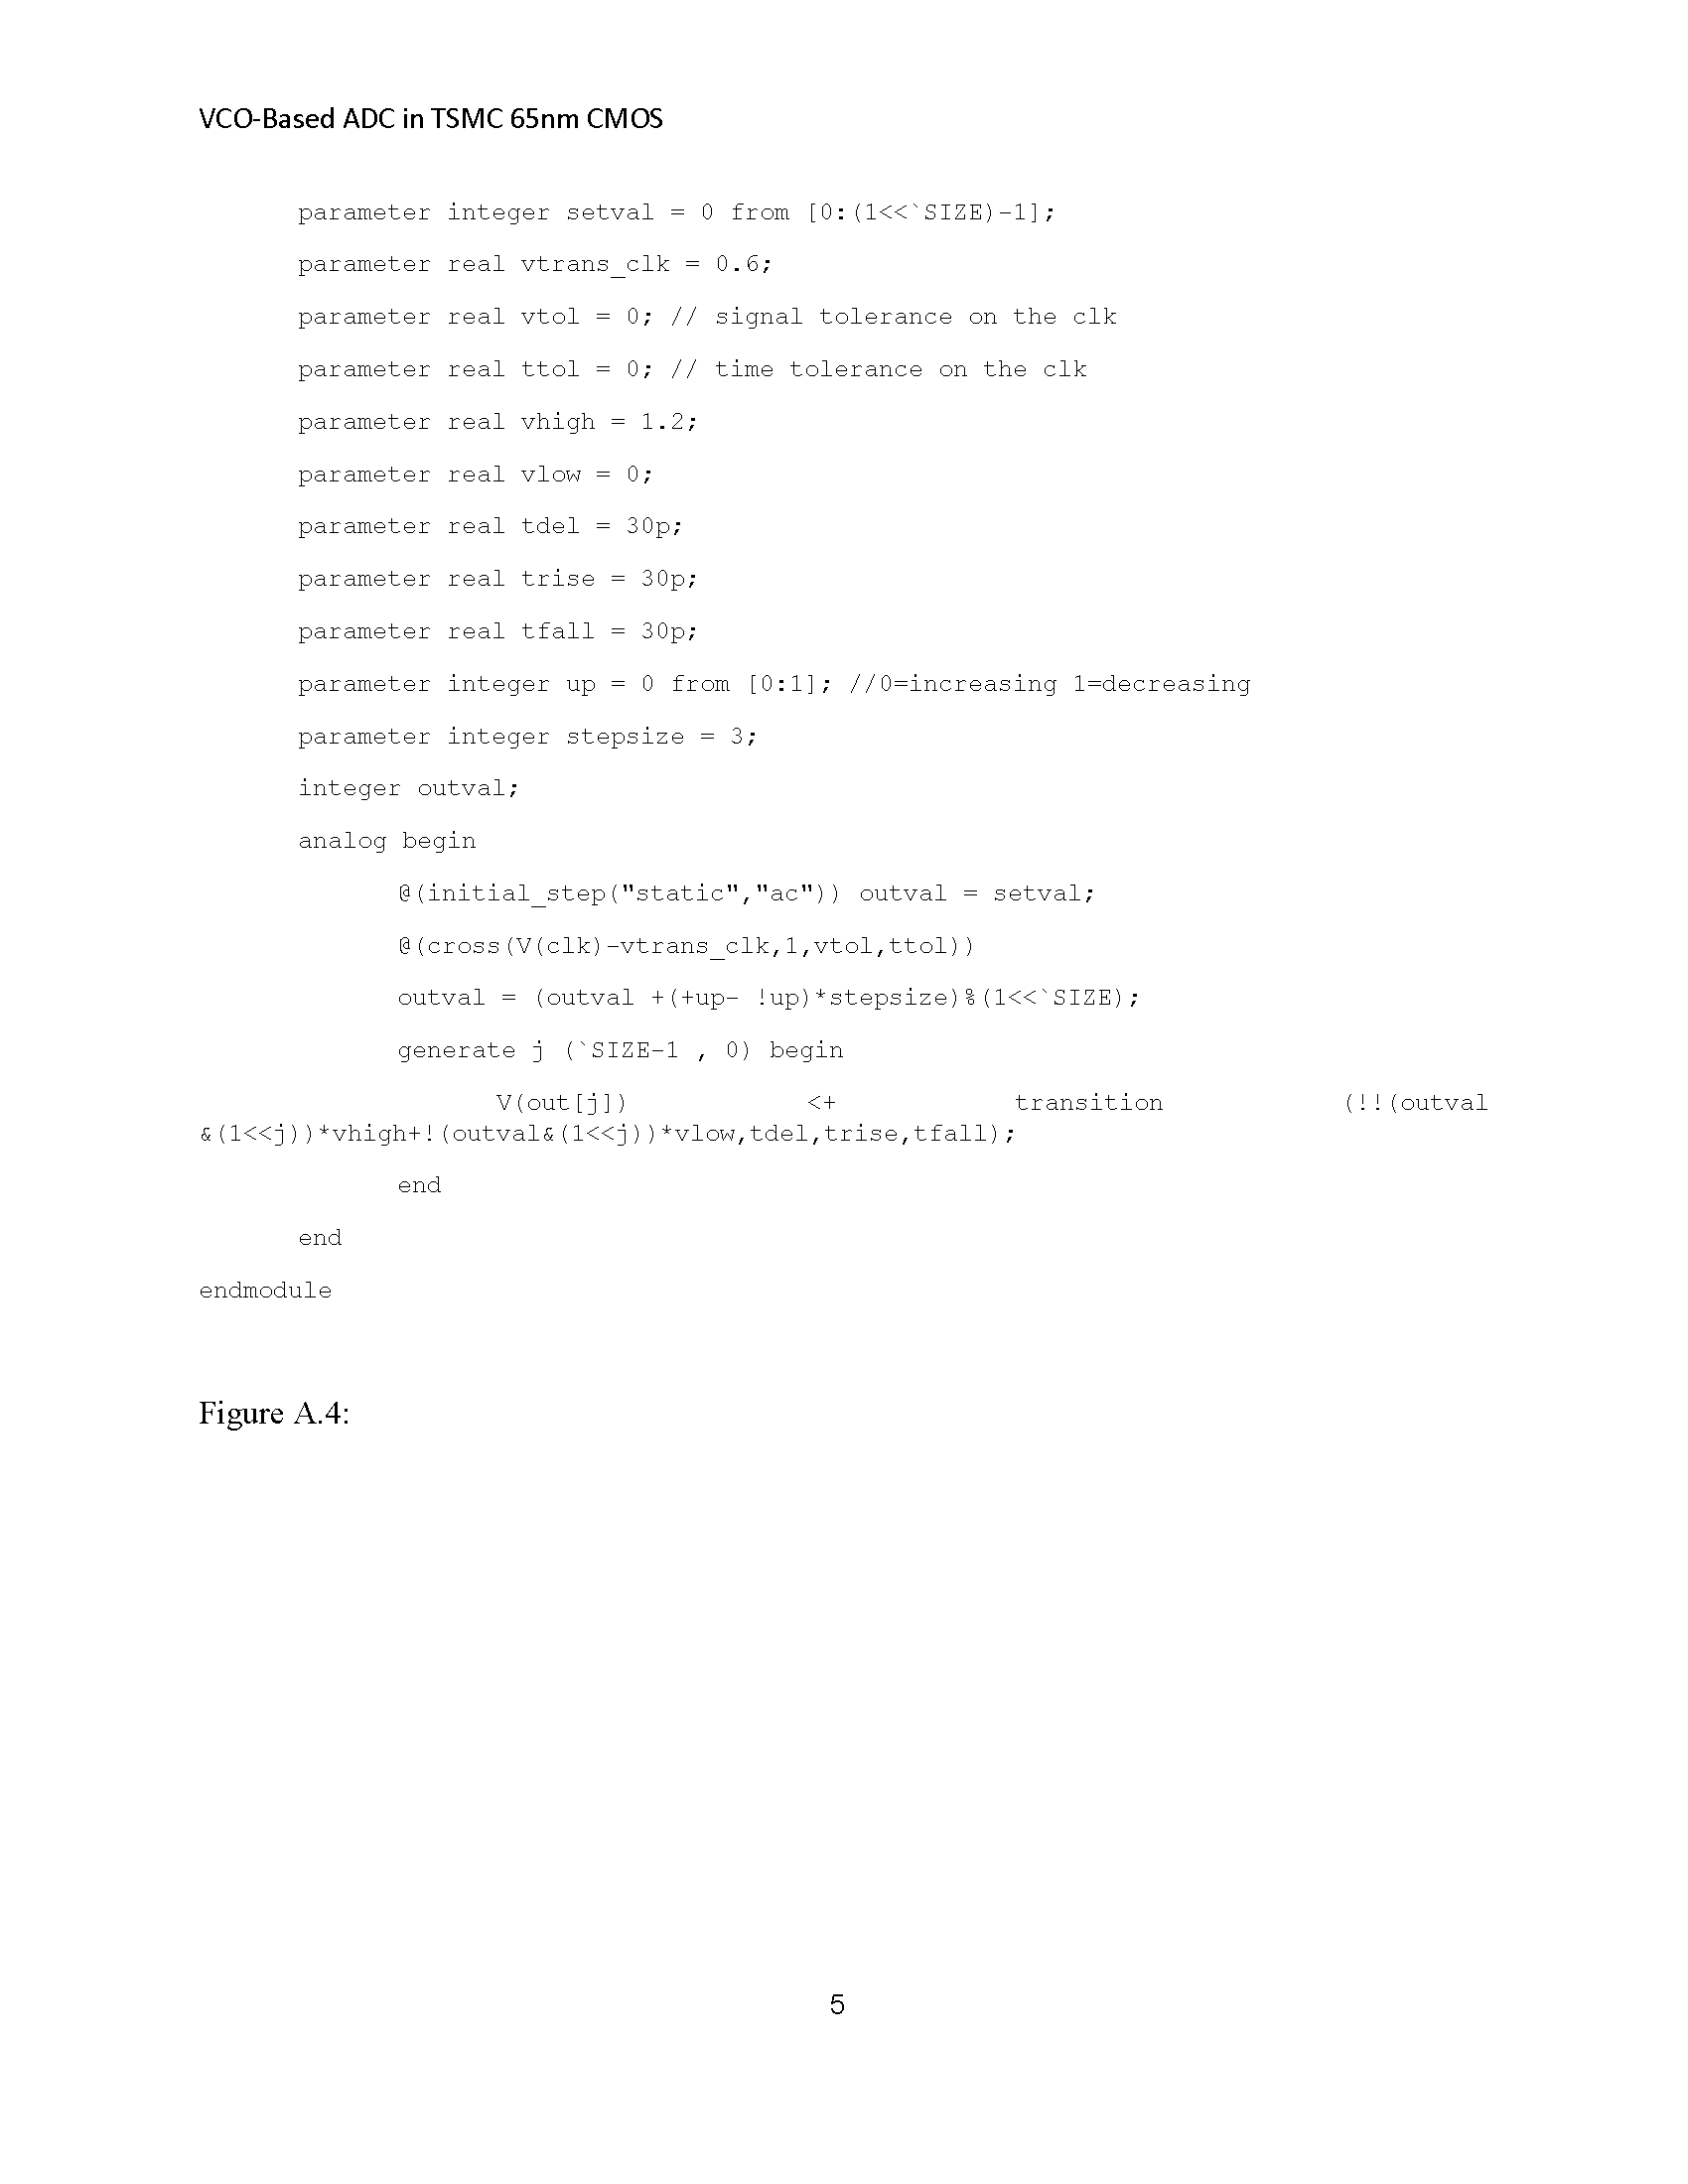 VCO-Based ADC in TSMC 65nm CMOS
parameter integer setval = 0 from [0:(1<<`SIZE)-1];
parameter real vtrans_clk = 0.6;
parameter real vtol = 0; // signal tolerance on the clk
parameter real ttol = 0; // time tolerance on the clk
parameter real vhigh = 1.2;
parameter real vlow = 0;
parameter real tdel = 30p;
parameter real trise = 30p;
parameter real tfall = 30p;
parameter integer up = 0 from [0:1]; //0=increasing 1=decreasing
parameter integer stepsize = 3;
integer outval;
analog begin
@(initial_step("static","ac")) outval = setval;
@(cross(V(clk)-vtrans_clk,1,vtol,ttol))
outval = (outval +(+up- !up)*stepsize)%(1<<`SIZE);
generate j (`SIZE-1 , 0) begin
V(out[j]) <+ transition (!!(outval
&(1<<j))*vhigh+!(outval&(1<<j))*vlow,tdel,trise,tfall);
end
end
endmodule
Figure A.4:
5